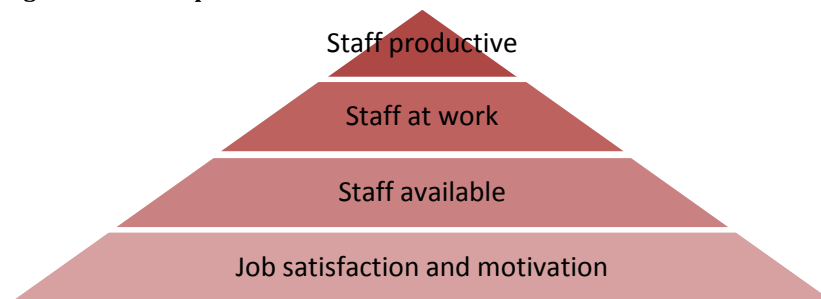 Staff productive
Staff at work
Staff available
Job satisfaction and motivation